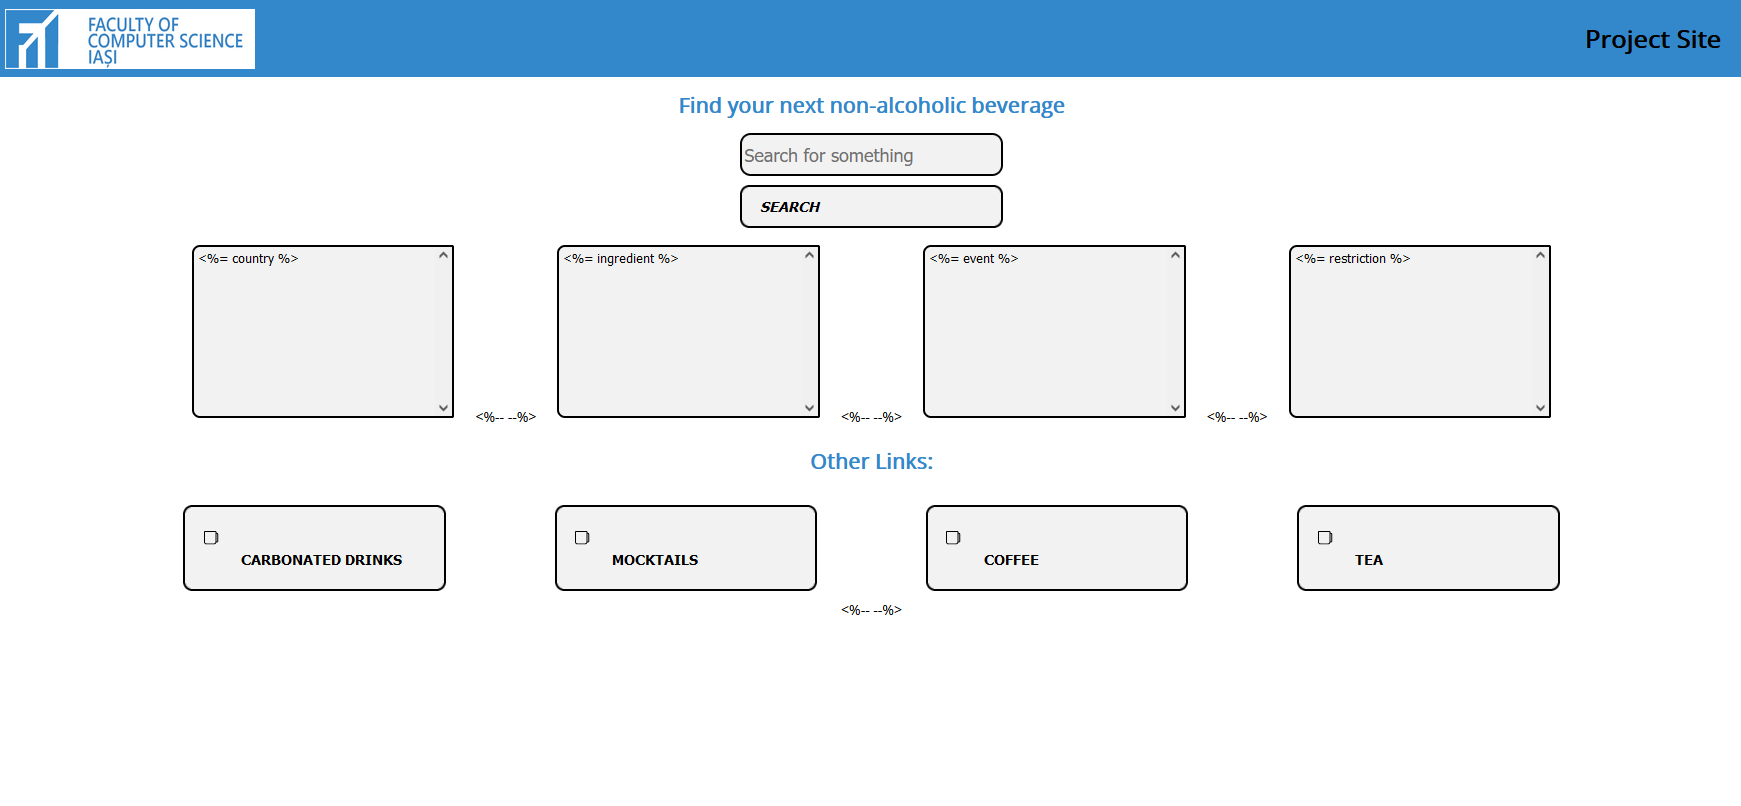 FACULTY OF
COMPUTER SCIENCE
IAȘI
Project Site
Find your next non-alcoholic beverage
Search for something
SEARCH
<%= country %>
<%= ingredient %>
<%= event %>
<%= restriction %>
<%-- --%>
<%-- --%>
<%-- --%>
Other Links:
CARBONATED DRINKS
MOCKTAILS
COFFEE
TEA
<%-- --%>